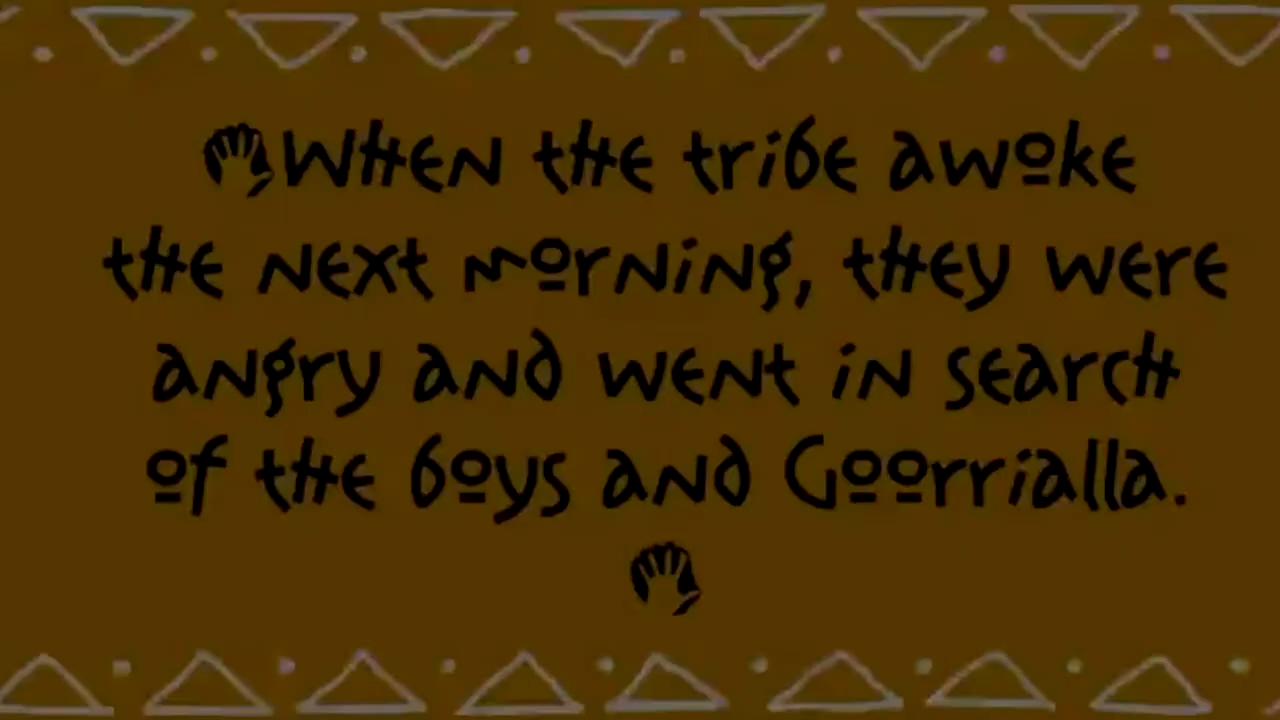 When the tribe awoke
the next morning, they were
angry and went in search
of the boys and Goorrialla.